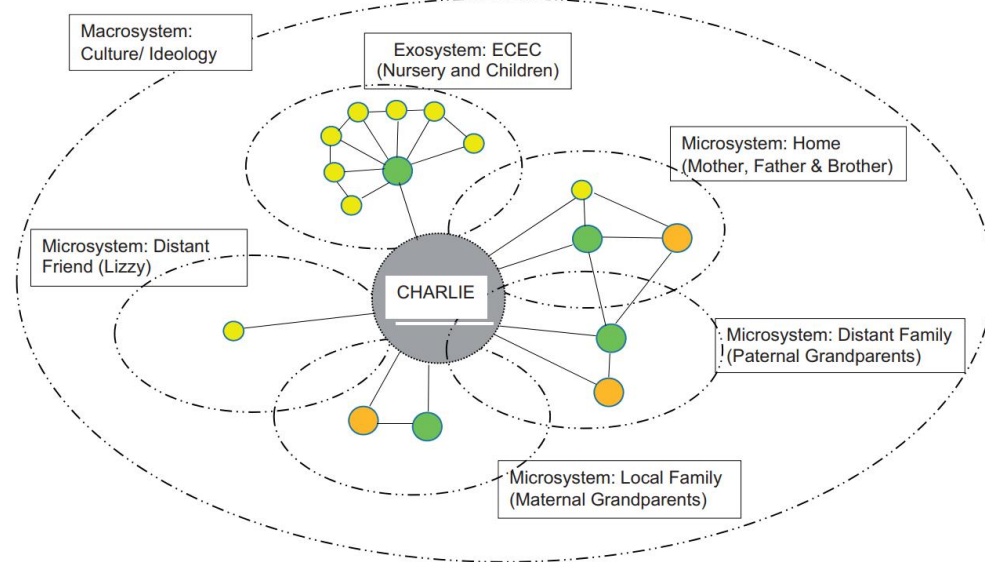 Macrosystem:
Culture/ Ideology
Exosystem: ECEC
(Nursery and Children)
Microsystem: Home
(Mother, Father & Brother)
Microsystem: Distant
Friend (Lizzy)
CHARLIE
Microsystem: Distant Family
(Paternal Grandparents)
Microsystem: Local Family
(Maternal Grandparents)